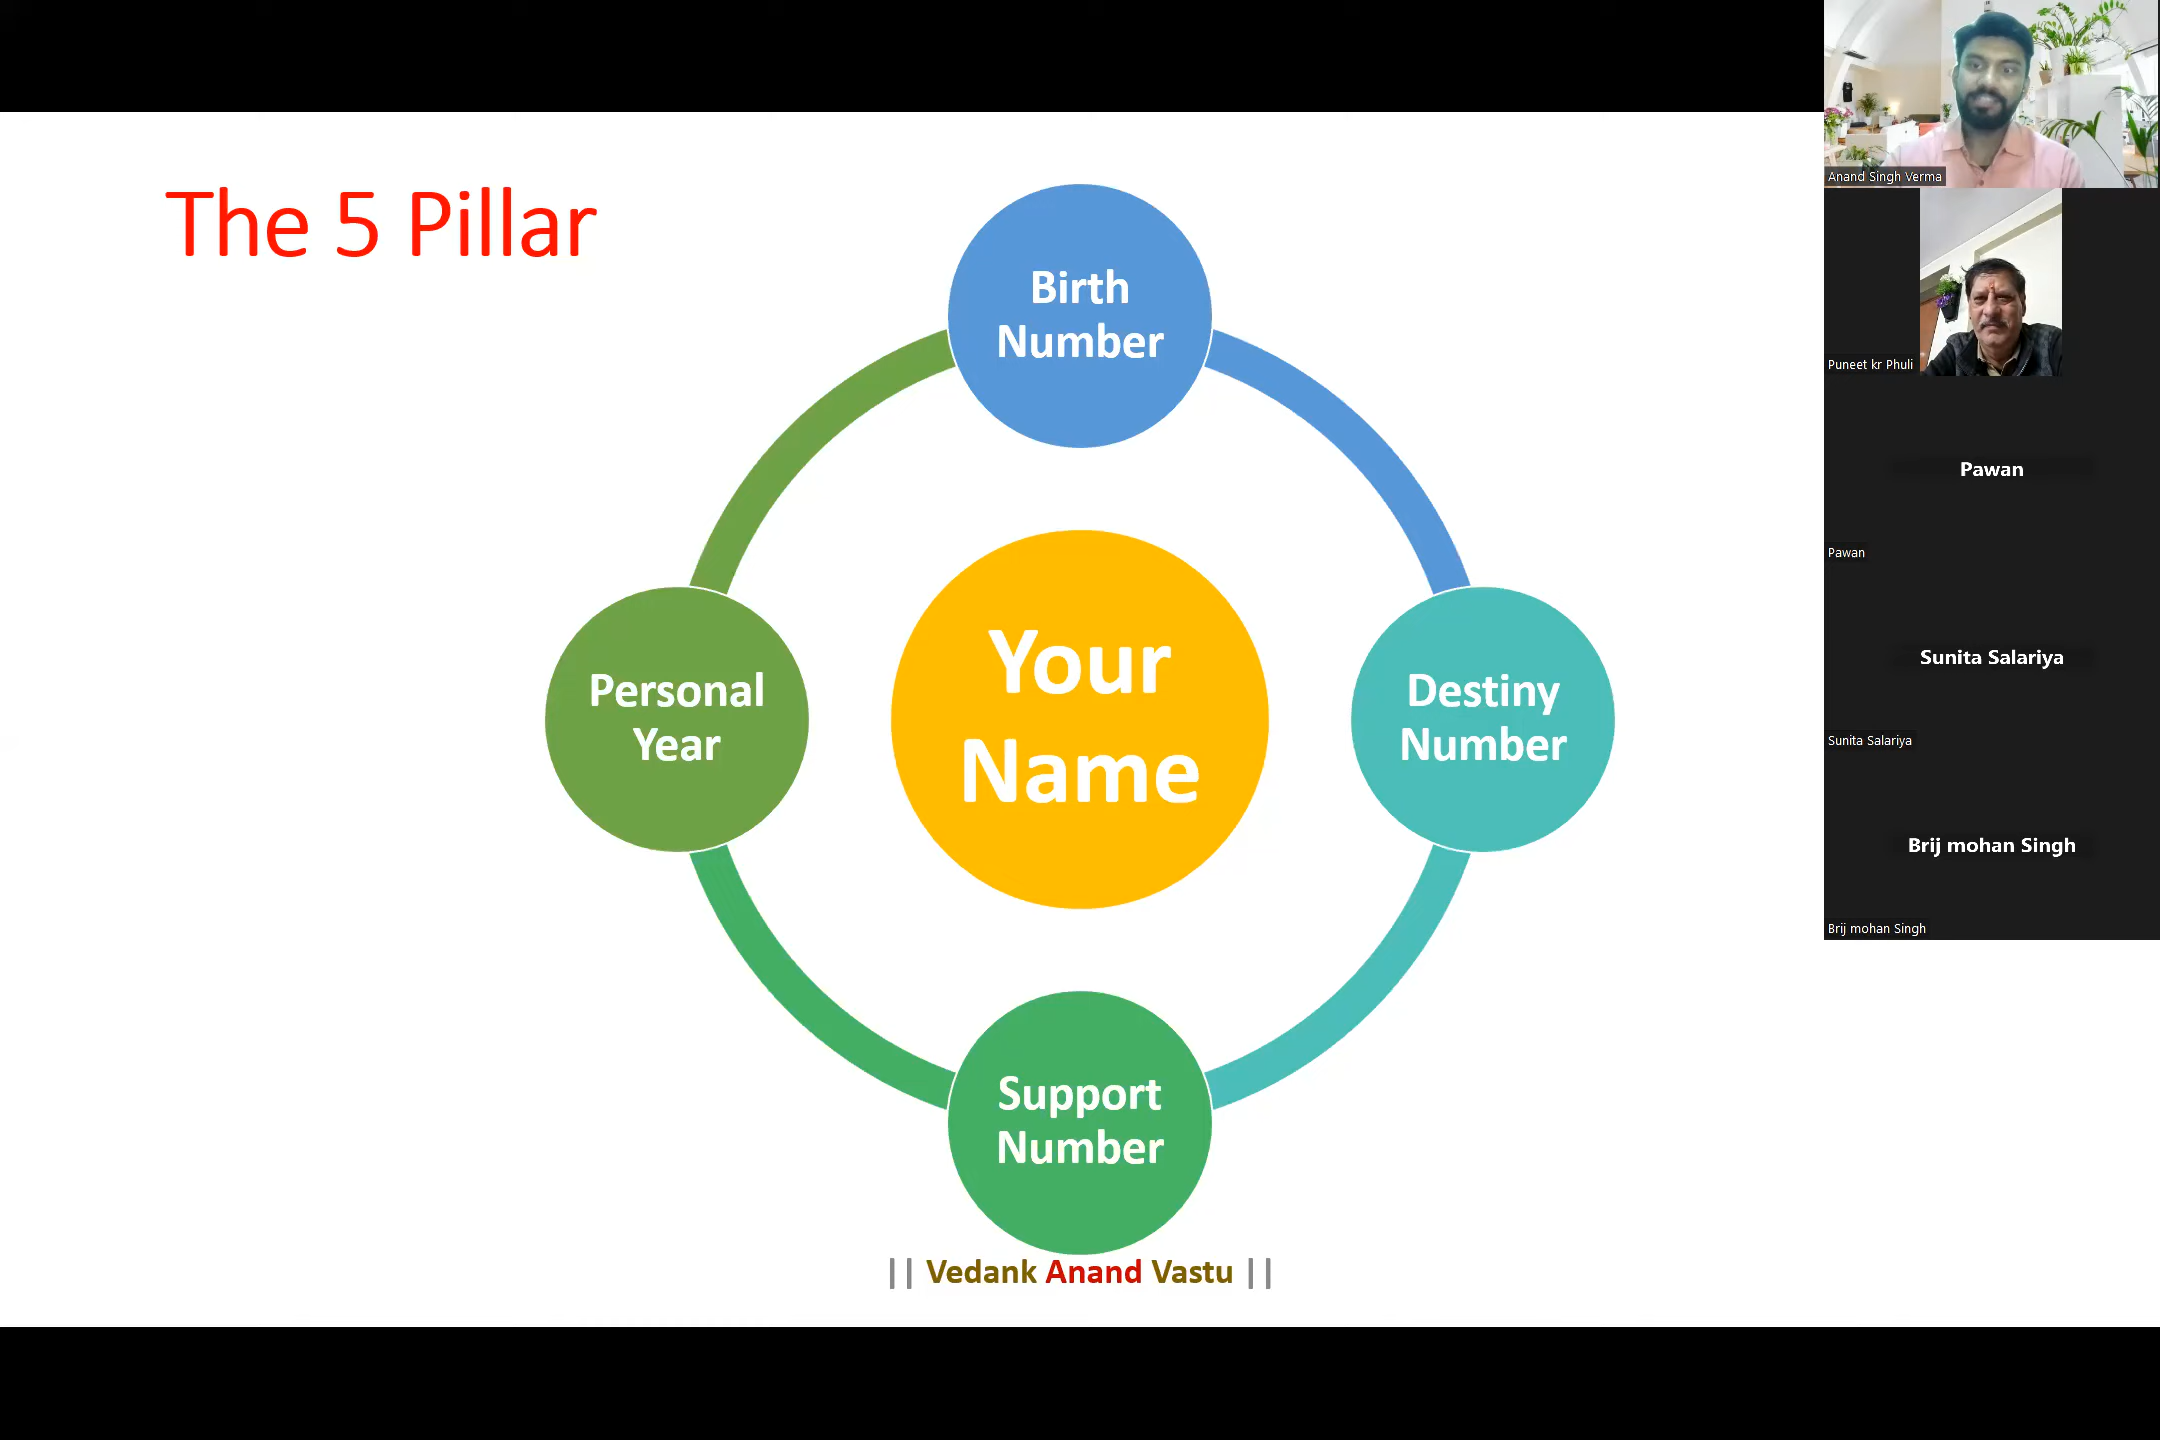 The 5 Pillar
Birth
Number
Personal
Year
Your
Name
Destiny
Number
Support
Number
|| Vedank Anand Vastu ||
Anand Singh Verma
Puneet kr Phuli
Pawan
Pawan
Sunita Salariya
Sunita Salariya
Brij mohan Singh
Brij mohan Singh